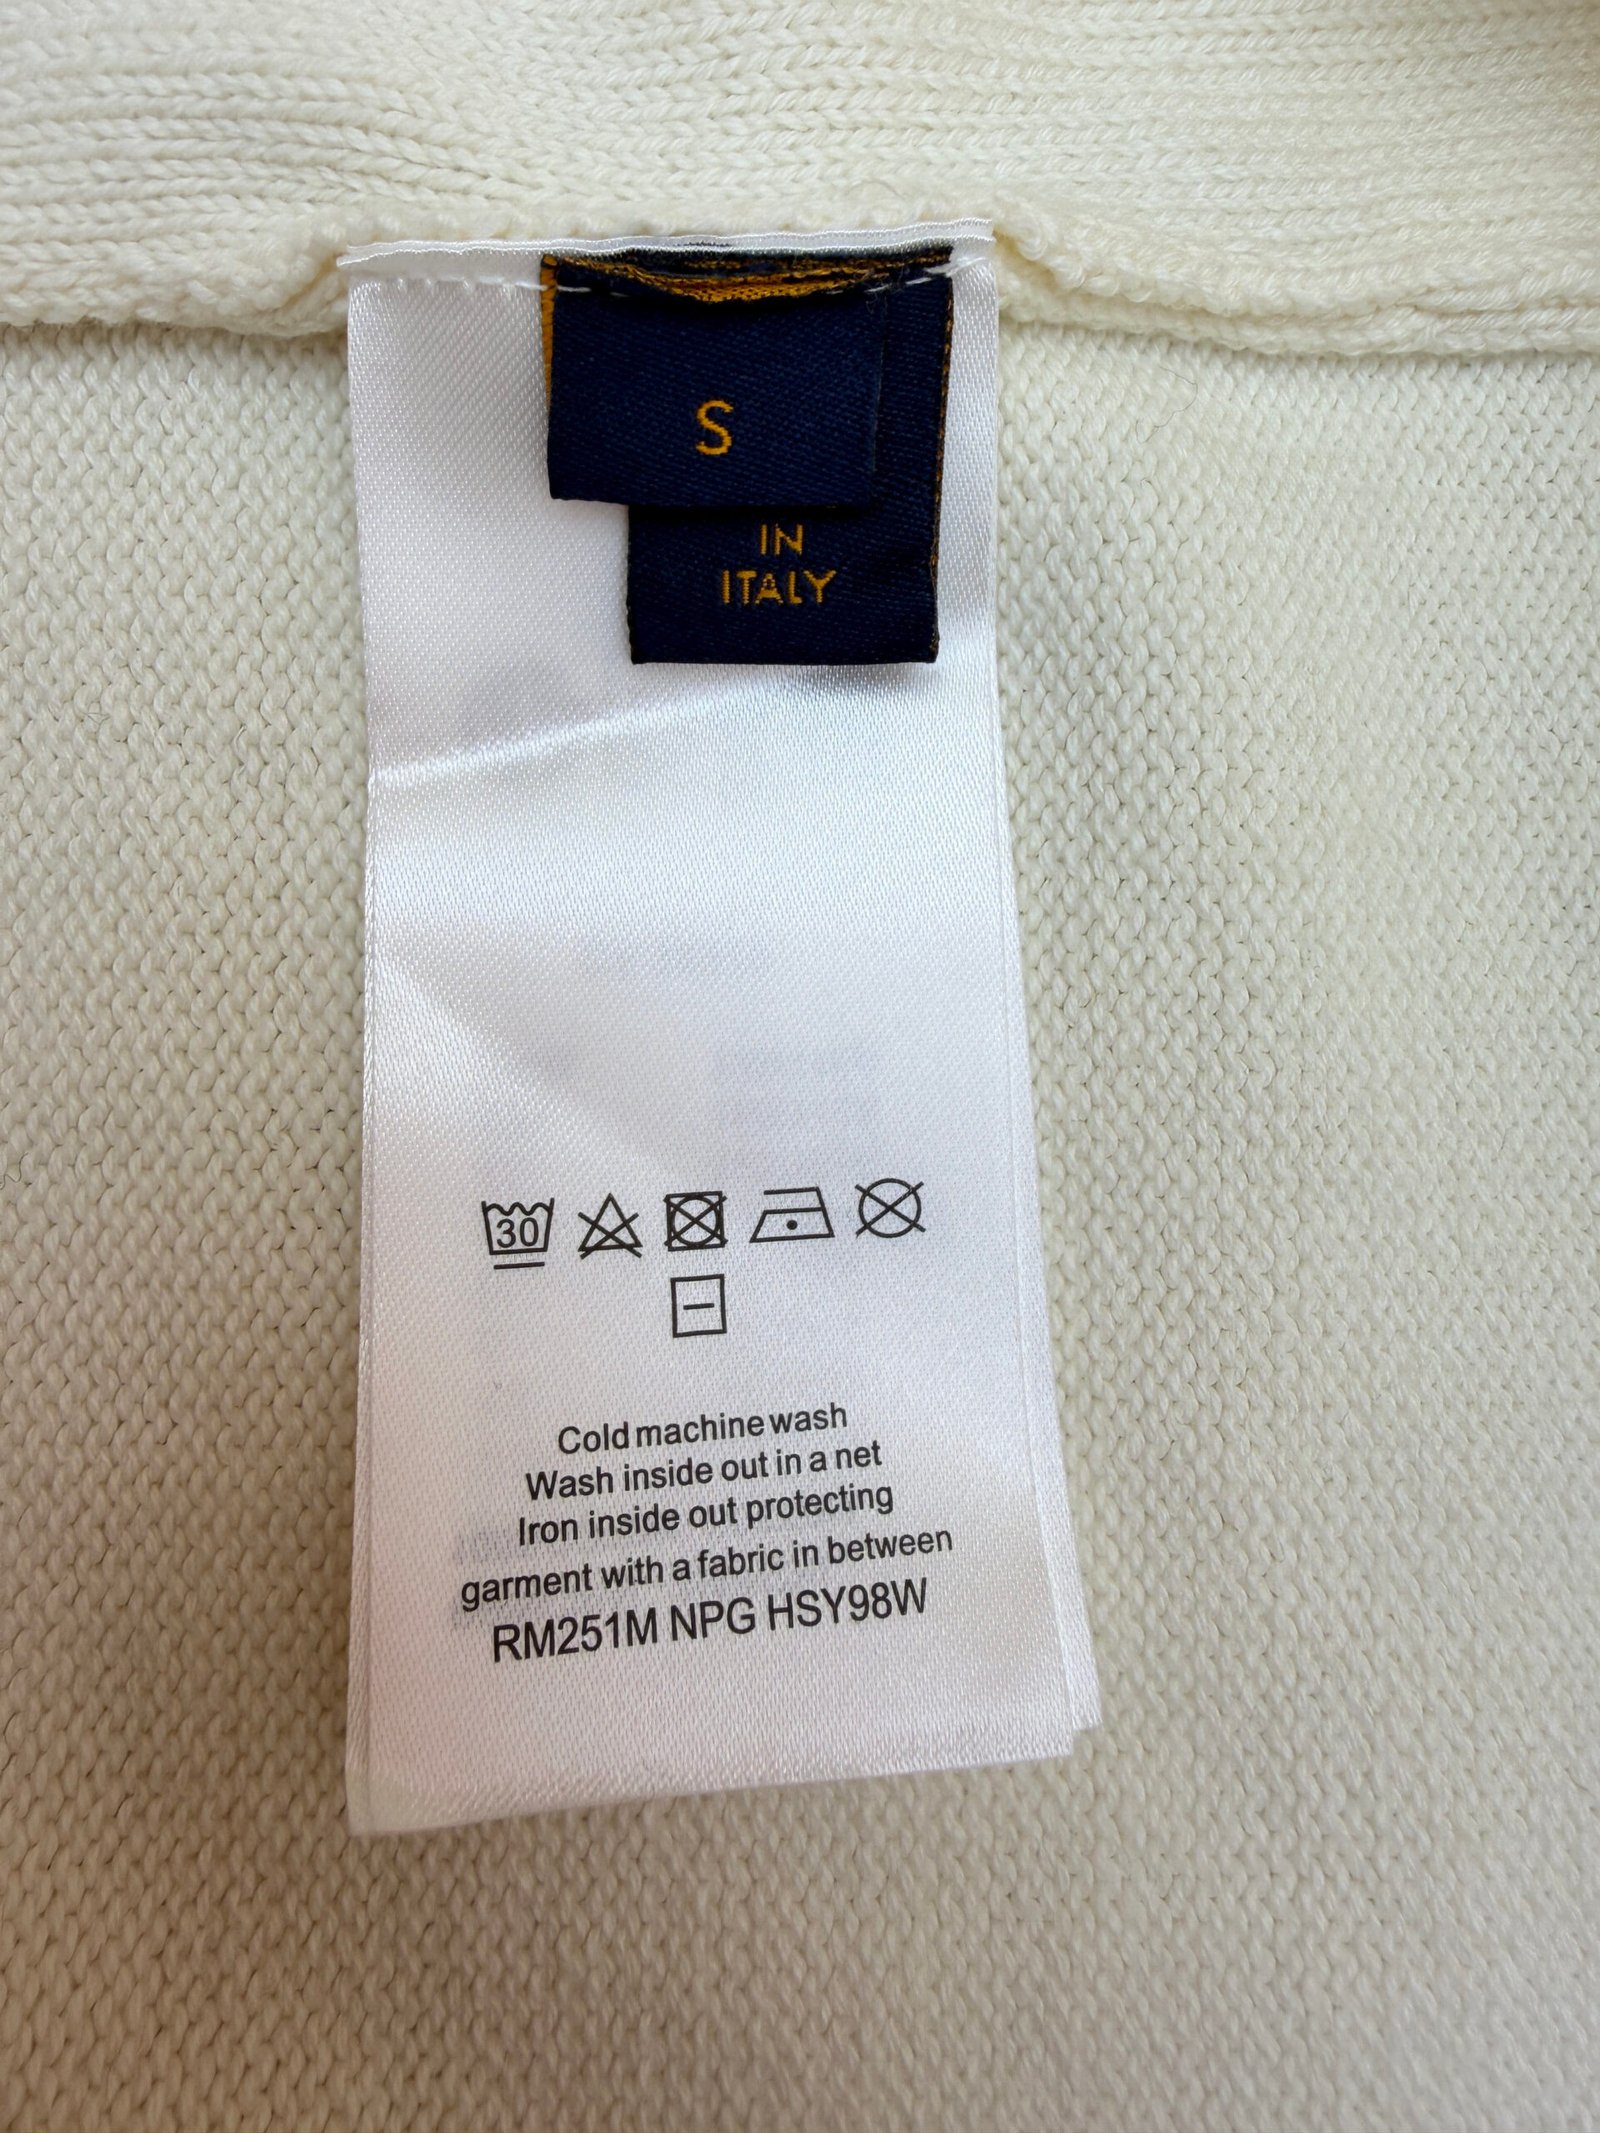 S
IN
ITALY
30
Cold machine wash
Wash inside out in a net
Iron inside out protecting
garment with a fabric in between
RM251M NPG HSY98W